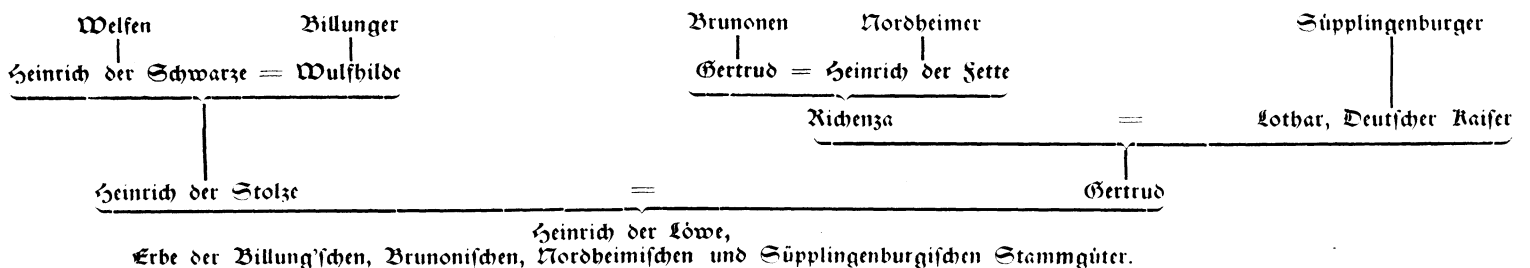 Welfen Billunger Brunonen Nordheimer Süpplingenburger
Heinrich der Schwarze = Wulfhilde Gertrud = Heinrich der Fette
Richenza = Lothar, Deutſcher Kaiſer
Heinrich der Stolze = Gertrud
Heinrich der Löwe,
Erbe der Billung'ſchen, Brunoniſchen, Nordheimiſchen und Süpplingenburgiſchen Stammgüter.